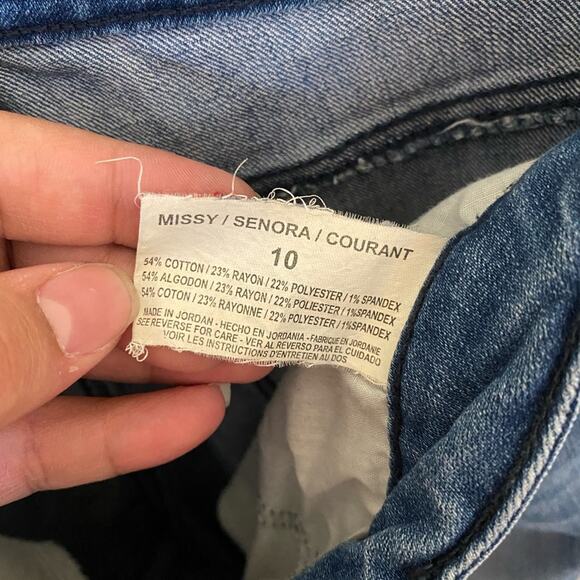 MISSY / SENORA / COURANT
10
54% COTTON / 23% RAYON / 22% POLYESTER / 1% SPANDEX
54% ALGODON / 23% RAYON / 22% POLIESTER / 1% SPANDEX
54% COTON / 23% RAYONNE / 22% POLYESTER / 1% SPANDEX
MADE IN JORDAN - HECHO EN JORDANIA - FABRIQUE EN JORDANIE
SEE REVERSE FOR CARE - VER AL REVERSO PARA EL CUIDADO
VOIR LES INSTRUCTIONS D'ENTRETIEN AU DOS